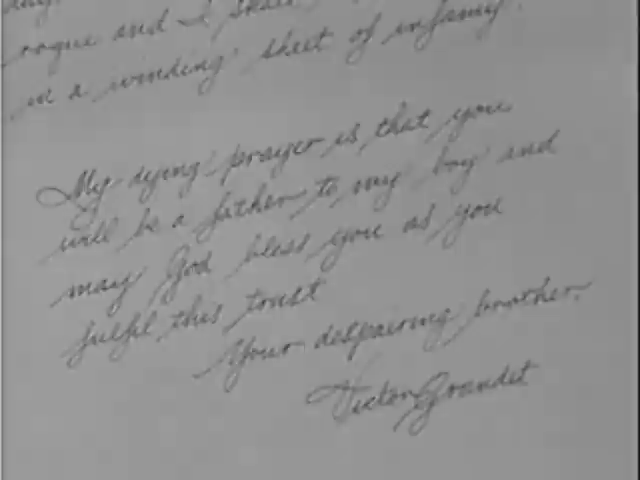 rogue and I shall
in a winding sheet of infamy.
My dying prayer is that you
will be a father to my boy and
may God bless you as you
fulfil this trust
Your despairing brother.
Victor Grandet